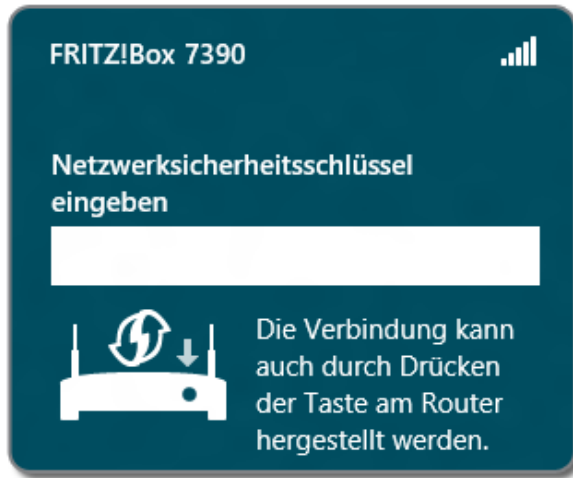 FRITZ!Box 7390
Netzwerksicherheitsschlüssel
eingeben
Die Verbindung kann
auch durch Drücken
der Taste am Router
hergestellt werden.